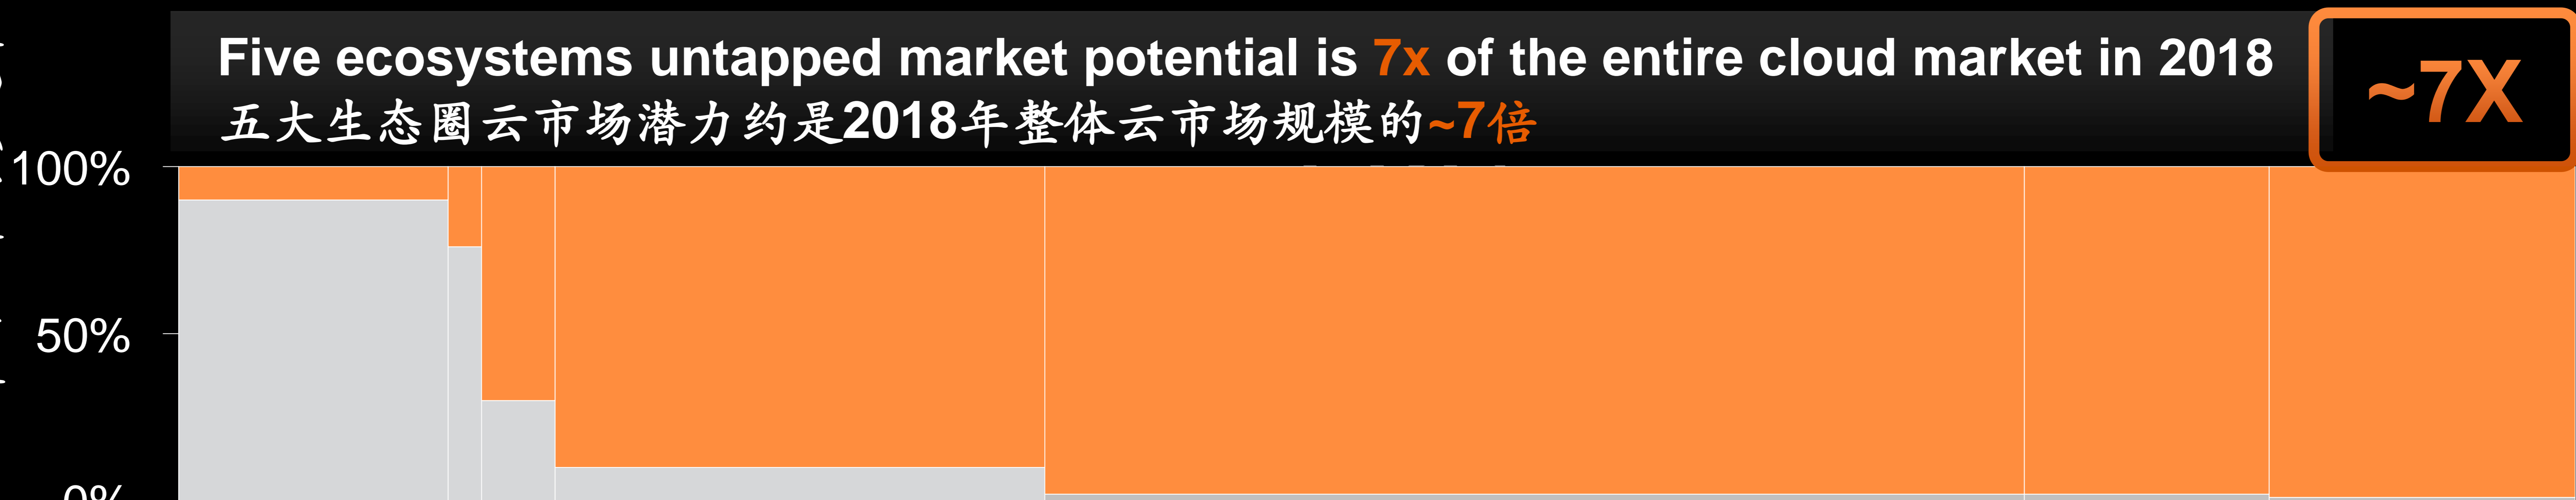 Five ecosystems untapped market potential is 7x of the entire cloud market in 2018
五大生态圈云市场潜力约是2018年整体云市场规模的~7倍
~7X
100%
50%
0%